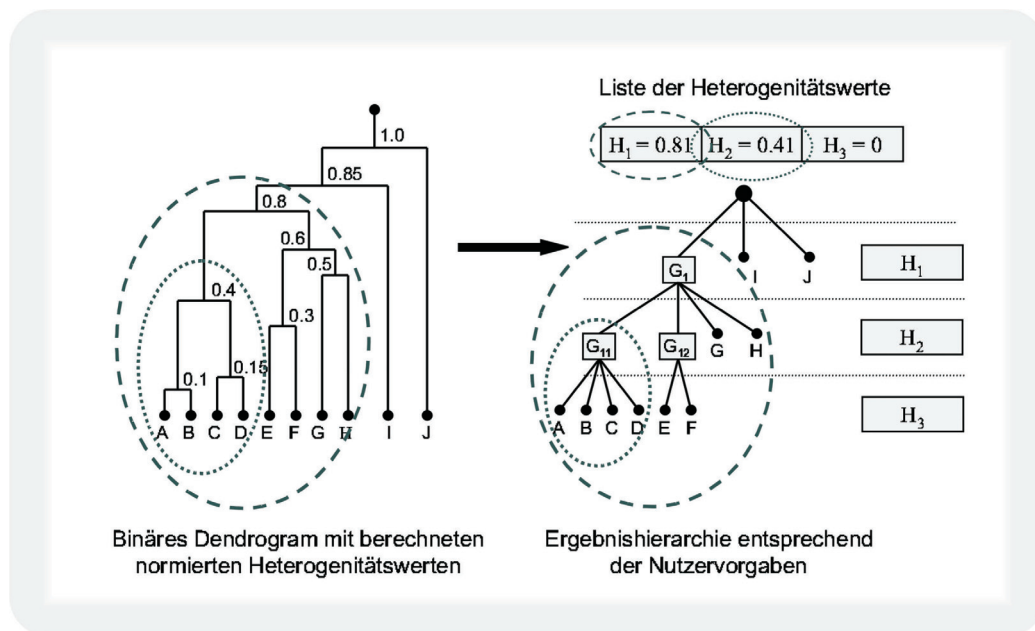 Liste der Heterogenitätswerte
H1 = 0.81 H2 = 0.41 H3 = 0
1.0
0.85
0.8
0.6
0.5
0.4
0.3
0.15
0.1
A B C D E F G H I J
I J
G1
H1
G11 G12 G H
H2
A B C D E F
H3
Binäres Dendrogram mit berechneten
normierten Heterogenitätswerten
Ergebnishierarchie entsprechend
der Nutzervorgaben